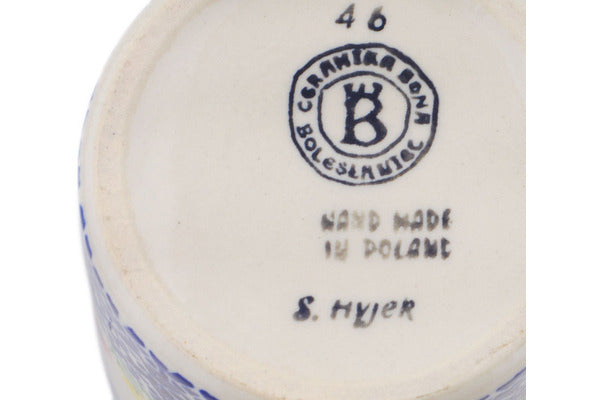 46
CERAMIKA BONA
B
BOLESŁAWIEC
HAND MADE
IN POLAND
S. Hyjer